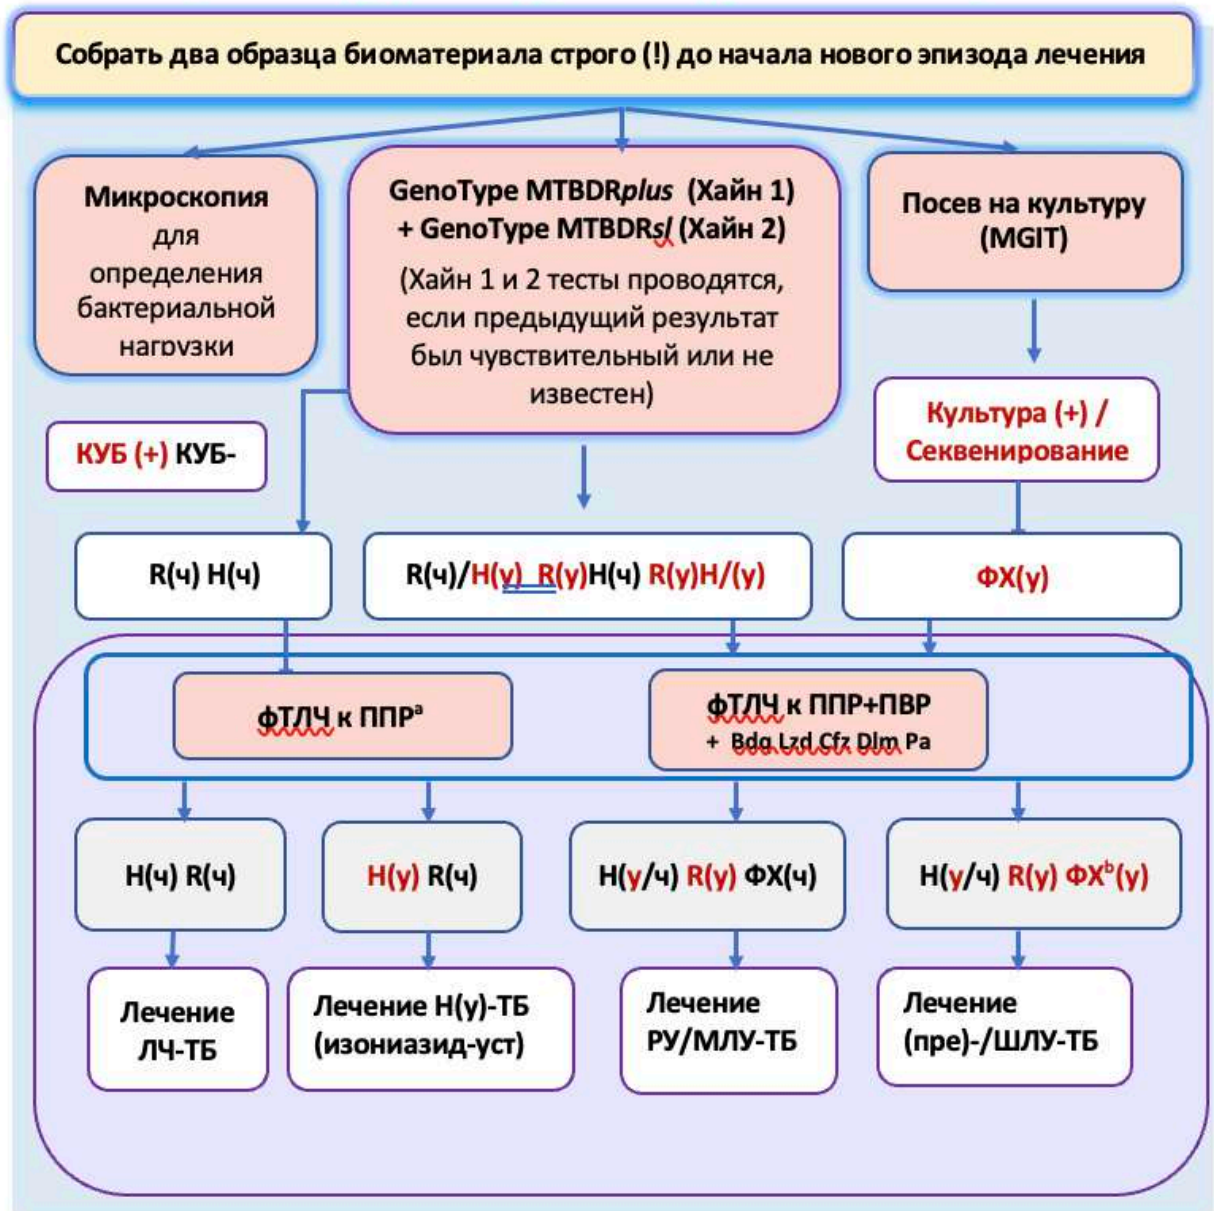 Собрать два образца биоматериала строго (!) до начала нового эпизода лечения
Микроскопия
для
определения
бактериальной
нагрузки
GenoType MTBDRplus (Хайн 1)
+ GenoType MTBDRsl (Хайн 2)
(Хайн 1 и 2 тесты проводятся,
если предыдущий результат
был чувствительный или не
известен)
Посев на культуру
(MGIT)
КУБ (+) КУБ-
Культура (+) /
Секвенирование
R(ч) H(ч)
R(ч)/H(у) R(у)H(ч) R(у)H/(у)
ФХ(у)
фТЛЧ к ППРᵃ
фТЛЧ к ППР+ПВР
+ Bdq Lzd Cfz Dlm Pa
H(ч) R(ч)
H(у) R(ч)
H(у/ч) R(у) ФХ(ч)
H(у/ч) R(у) ФХᵇ(у)
Лечение
ЛЧ-ТБ
Лечение Н(у)-ТБ
(изониазид-уст)
Лечение
РУ/МЛУ-ТБ
Лечение
(пре)-/ШЛУ-ТБ